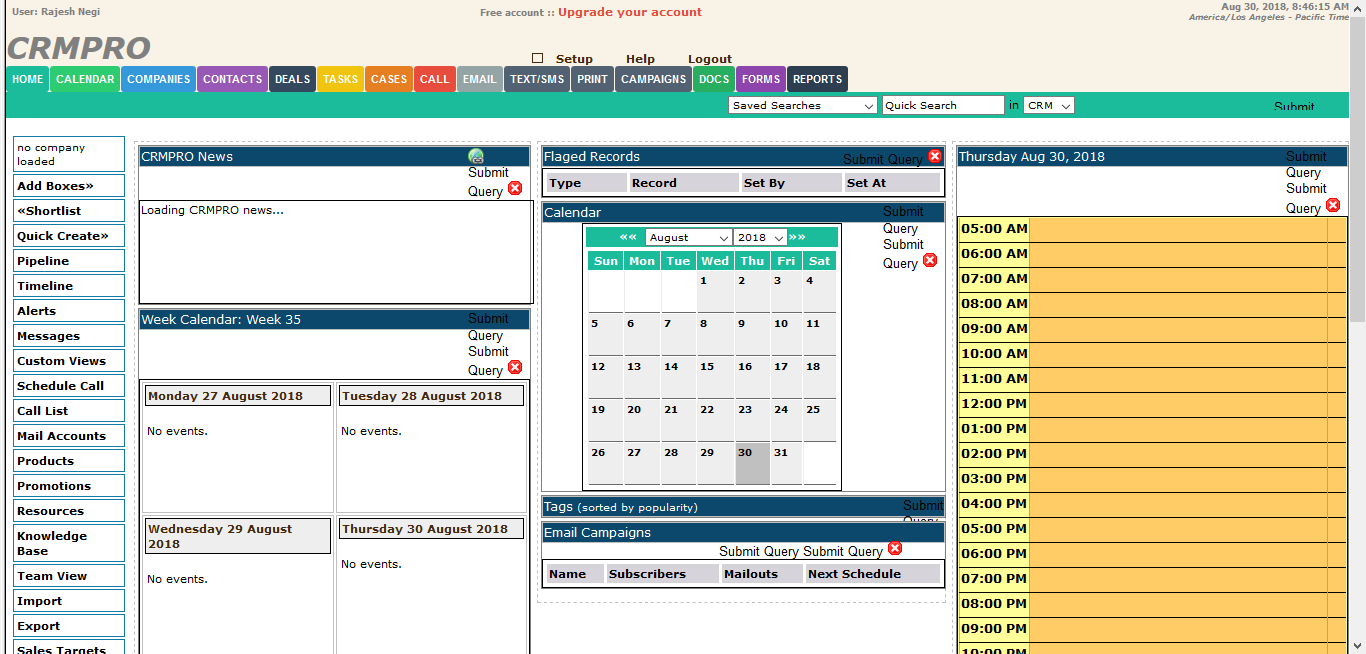 User: Rajesh Negi
Free account :: Upgrade your account
Aug 30, 2018, 8:46:15 AM
America/Los Angeles - Pacific Time
CRMPRO
Setup Help Logout
HOME CALENDAR COMPANIES CONTACTS DEALS TASKS CASES CALL EMAIL TEXT/SMS PRINT CAMPAIGNS DOCS FORMS REPORTS
Saved Searches Quick Search in CRM Submit
no company
loaded
Add Boxes»
«Shortlist
Quick Create»
Pipeline
Timeline
Alerts
Messages
Custom Views
Schedule Call
Call List
Mail Accounts
Products
Promotions
Resources
Knowledge
Base
Team View
Import
Export
Sales Targets
CRMPRO News
Submit
Query
Loading CRMPRO news...
Week Calendar: Week 35 Submit
Query
Submit
Query
Monday 27 August 2018 Tuesday 28 August 2018
No events. No events.
Wednesday 29 August
2018
Thursday 30 August 2018
No events.
No events.
Flaged Records Submit Query
Type Record Set By Set At
Calendar Submit
Query
Submit
Query
«« August 2018 »»
Sun Mon Tue Wed Thu Fri Sat
1 2 3 4
5 6 7 8 9 10 11
12 13 14 15 16 17 18
19 20 21 22 23 24 25
26 27 28 29 30 31
Tags (sorted by popularity) Submit
Query
Email Campaigns
Submit Query Submit Query
Name Subscribers Mailouts Next Schedule
Thursday Aug 30, 2018 Submit
Query
Submit
Query
05:00 AM
06:00 AM
07:00 AM
08:00 AM
09:00 AM
10:00 AM
11:00 AM
12:00 PM
01:00 PM
02:00 PM
03:00 PM
04:00 PM
05:00 PM
06:00 PM
07:00 PM
08:00 PM
09:00 PM
10:00 PM